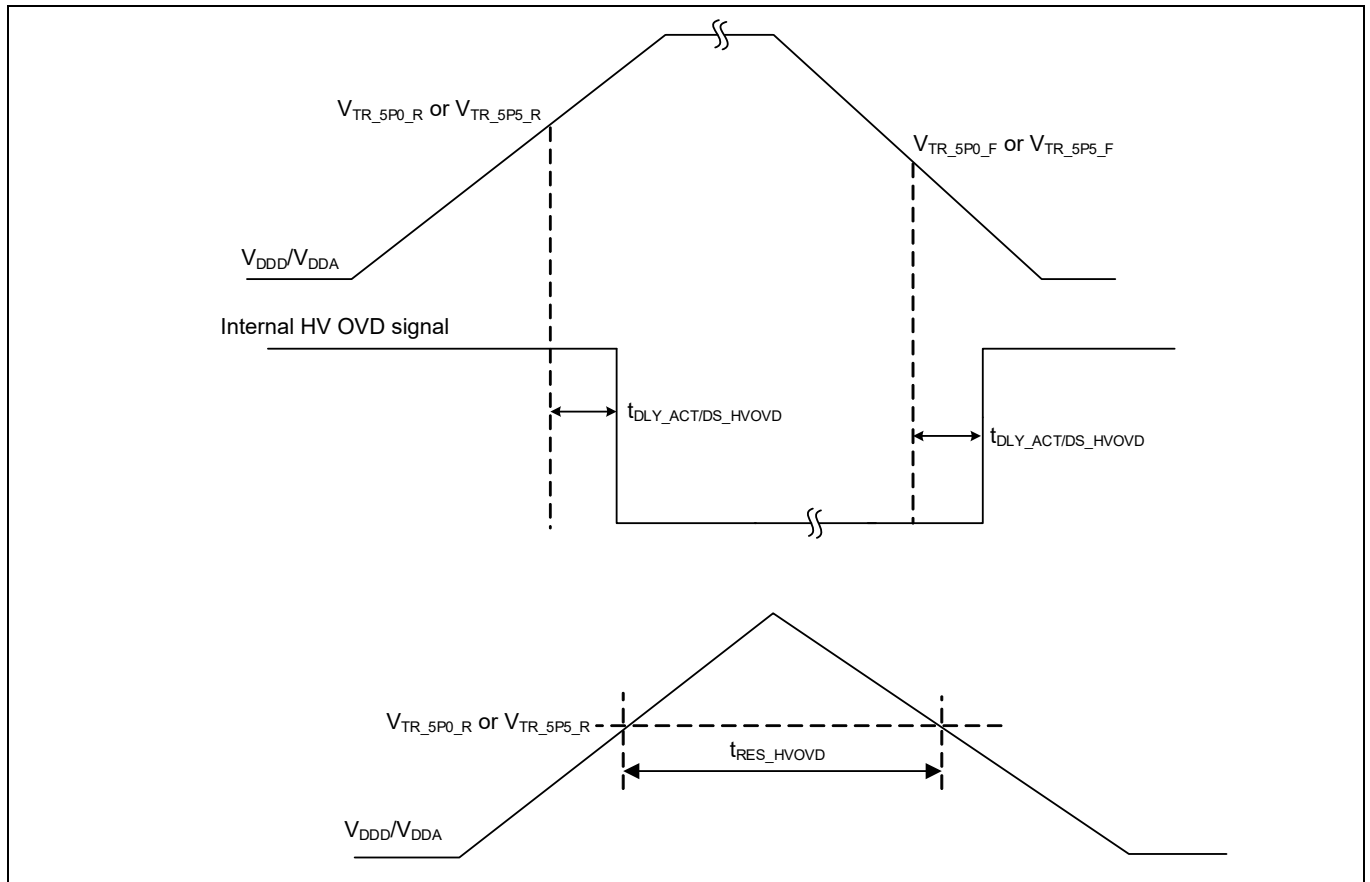 VTR_5P0_R or VTR_5P5_R
VTR_5P0_F or VTR_5P5_F
VDDD/VDDA
Internal HV OVD signal
tDLY_ACT/DS_HVOVD
tDLY_ACT/DS_HVOVD
VTR_5P0_R or VTR_5P5_R
tRES_HVOVD
VDDD/VDDA